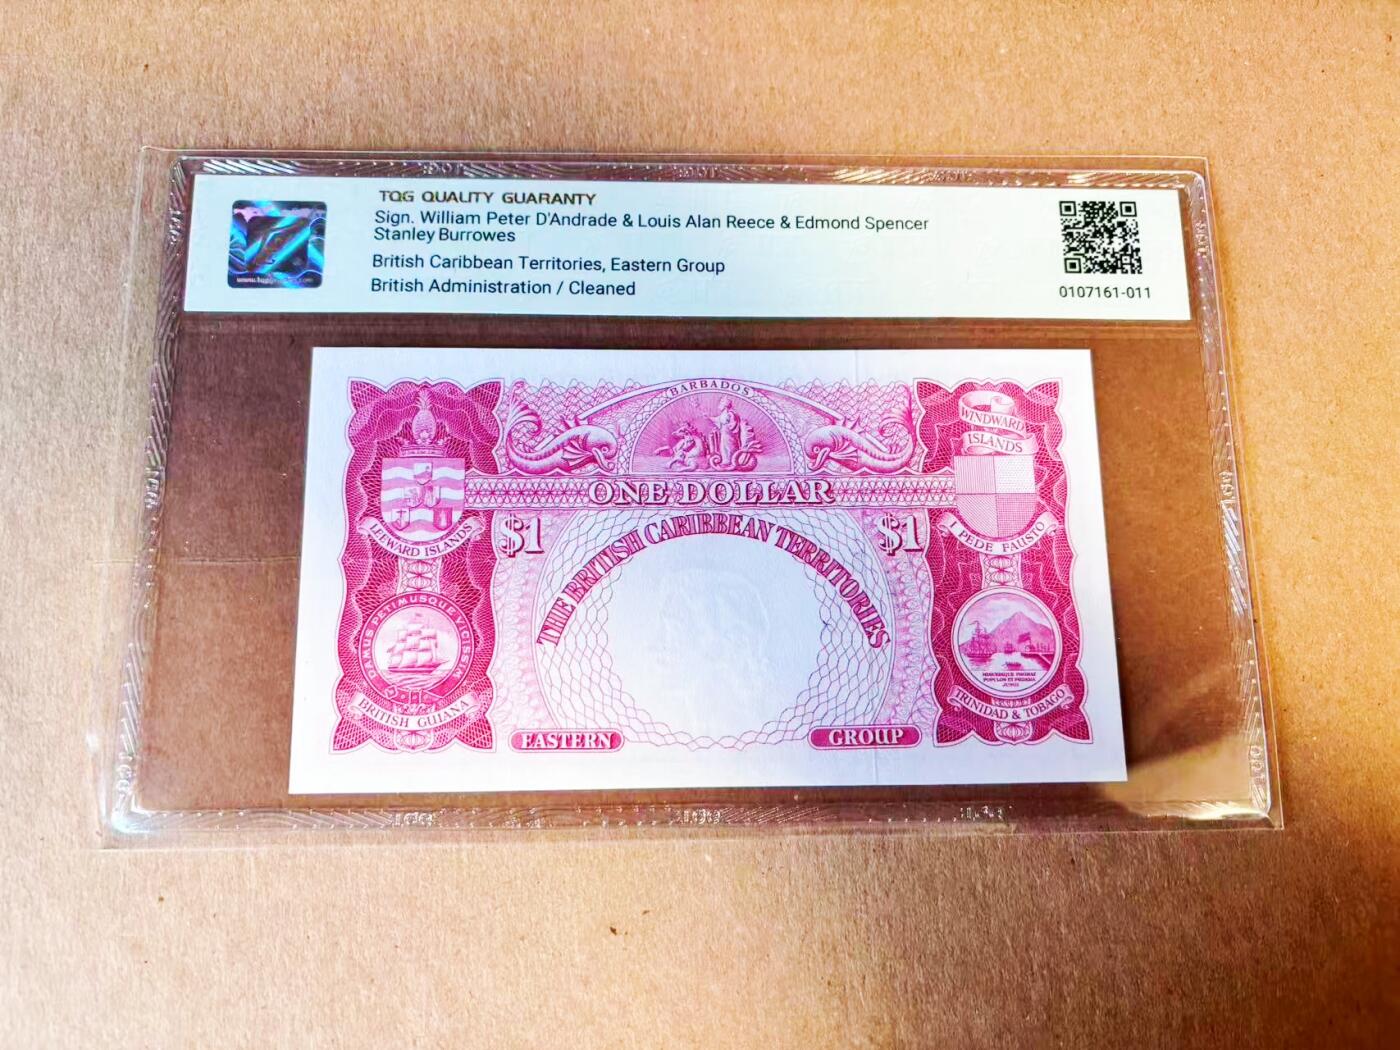 TQG QUALITY GUARANTY
Sign. William Peter D'Andrade & Louis Alan Reece & Edmond Spencer
Stanley Burrowes
British Caribbean Territories, Eastern Group
British Administration / Cleaned
0107161-011
BARBADOS
WINDWARD
ISLANDS
ONE DOLLAR
$1
$1
LEEWARD ISLANDS
I PEDE FAUSTO
THE BRITISH CARIBBEAN TERRITORIES
DAMUS PETIMUSQUE VICISSIM
BRITISH GUIANA
TRINIDAD & TOBAGO
EASTERN
GROUP